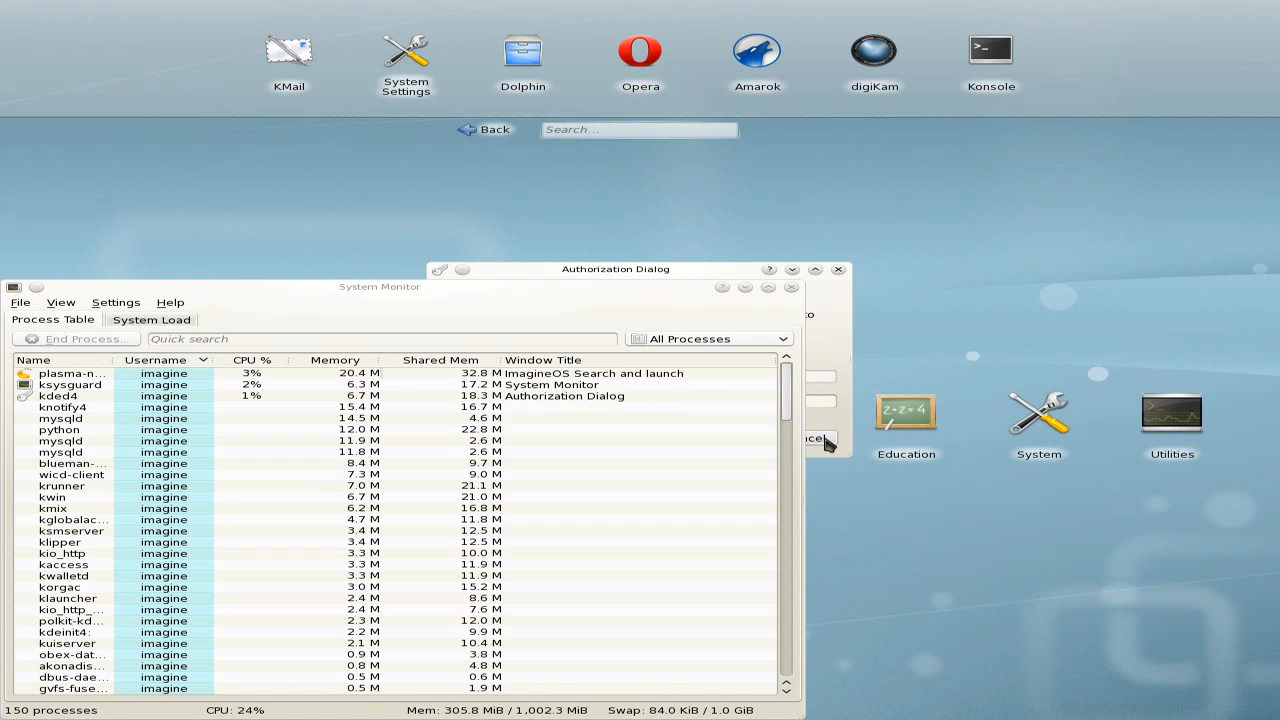 KMail
System Settings
Dolphin
Opera
Amarok
digiKam
Konsole
Back
Search...
Authorization Dialog
System Monitor
File View Settings Help
Process Table System Load
End Process... Quick search All Processes
Name Username CPU % Memory Shared Mem Window Title
plasma-n... imagine 3% 20.4 M 32.8 M ImagineOS Search and launch
ksysguard imagine 2% 6.3 M 17.2 M System Monitor
kded4 imagine 1% 6.7 M 18.3 M Authorization Dialog
knotify4 imagine 15.4 M 16.7 M
mysqld imagine 14.5 M 4.6 M
python imagine 12.0 M 22.8 M
mysqld imagine 11.9 M 2.6 M
mysqld imagine 11.8 M 2.6 M
blueman-... imagine 8.4 M 9.7 M
wicd-client imagine 7.3 M 9.0 M
krunner imagine 7.0 M 21.1 M
kwin imagine 6.7 M 21.0 M
kmix imagine 6.2 M 16.8 M
kglobalac... imagine 4.7 M 11.8 M
ksmserver imagine 3.4 M 12.5 M
klipper imagine 3.4 M 12.5 M
kio_http imagine 3.3 M 10.0 M
kaccess imagine 3.3 M 11.9 M
kwalletd imagine 3.3 M 11.9 M
korgac imagine 3.0 M 15.2 M
klauncher imagine 2.4 M 8.6 M
kio_http_... imagine 2.4 M 7.6 M
polkit-kd... imagine 2.3 M 12.0 M
kdeinit4: imagine 2.2 M 9.9 M
kuiserver imagine 2.1 M 10.4 M
obex-dat... imagine 0.9 M 3.8 M
akonadis... imagine 0.8 M 4.8 M
dbus-dae... imagine 0.5 M 0.6 M
gvfs-fuse... imagine 0.5 M 1.9 M
150 processes CPU: 24% Mem: 305.8 MiB / 1,002.3 MiB Swap: 84.0 KiB / 1.0 GiB
Education
System
Utilities